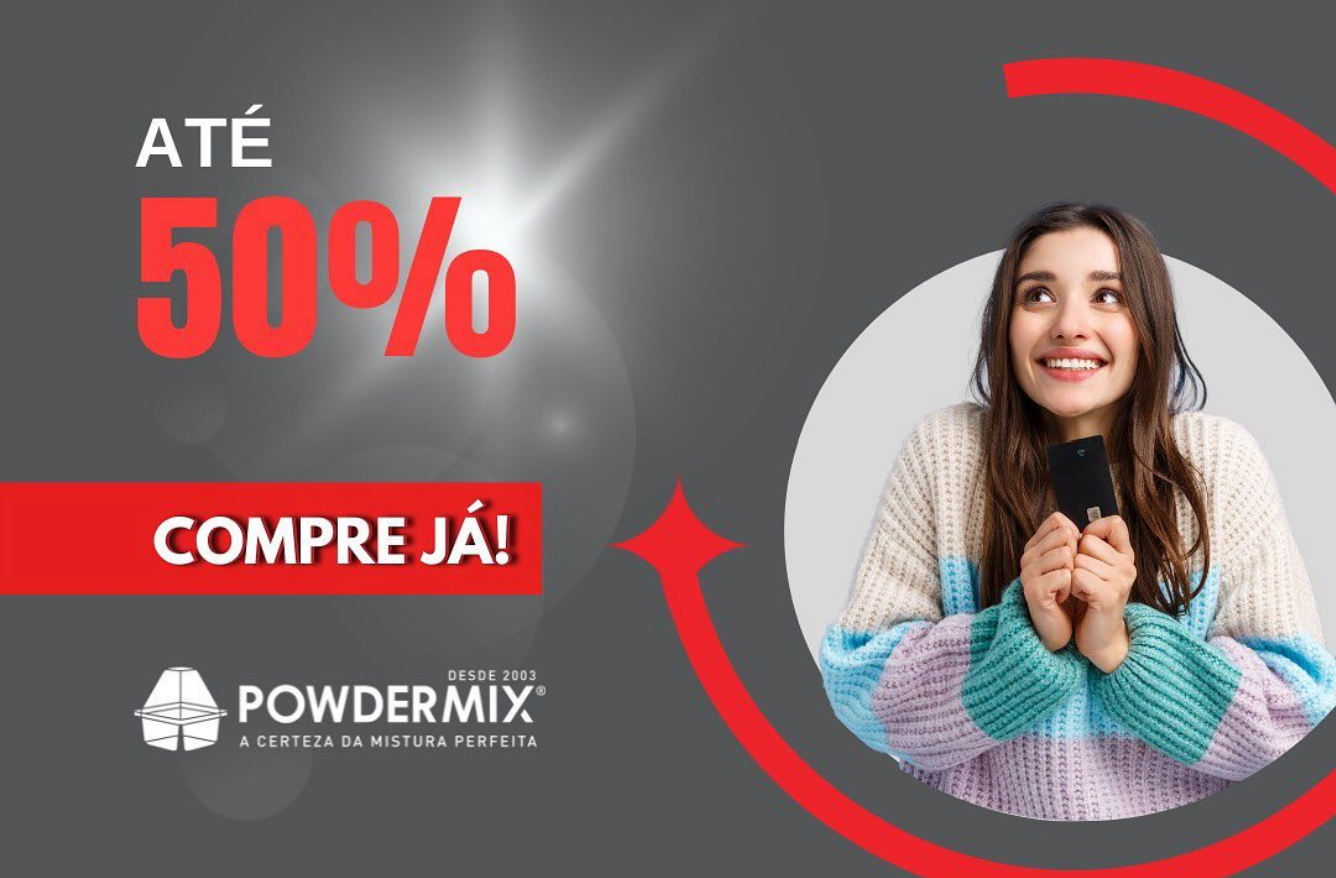 ATÉ
50%
COMPRE JÁ!
DESDE 2003
POWDERMIX®
A CERTEZA DA MISTURA PERFEITA